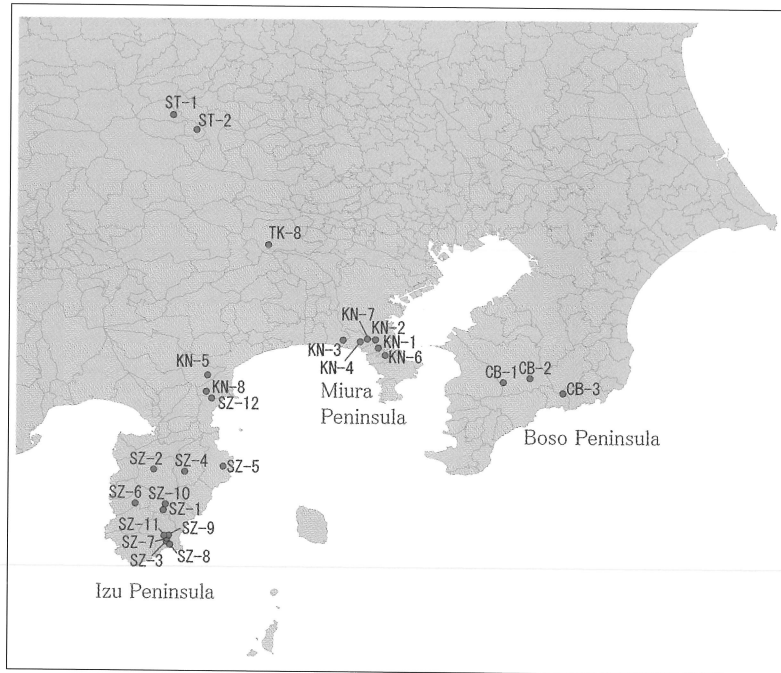 ST-1
ST-2
TK-8
KN-7
KN-2
KN-1
KN-3
KN-6
KN-4
KN-5
KN-8
SZ-12
CB-1
CB-2
CB-3
Miura
Peninsula
Boso Peninsula
SZ-2
SZ-4
SZ-5
SZ-6
SZ-10
SZ-1
SZ-11
SZ-9
SZ-7
SZ-3
SZ-8
Izu Peninsula